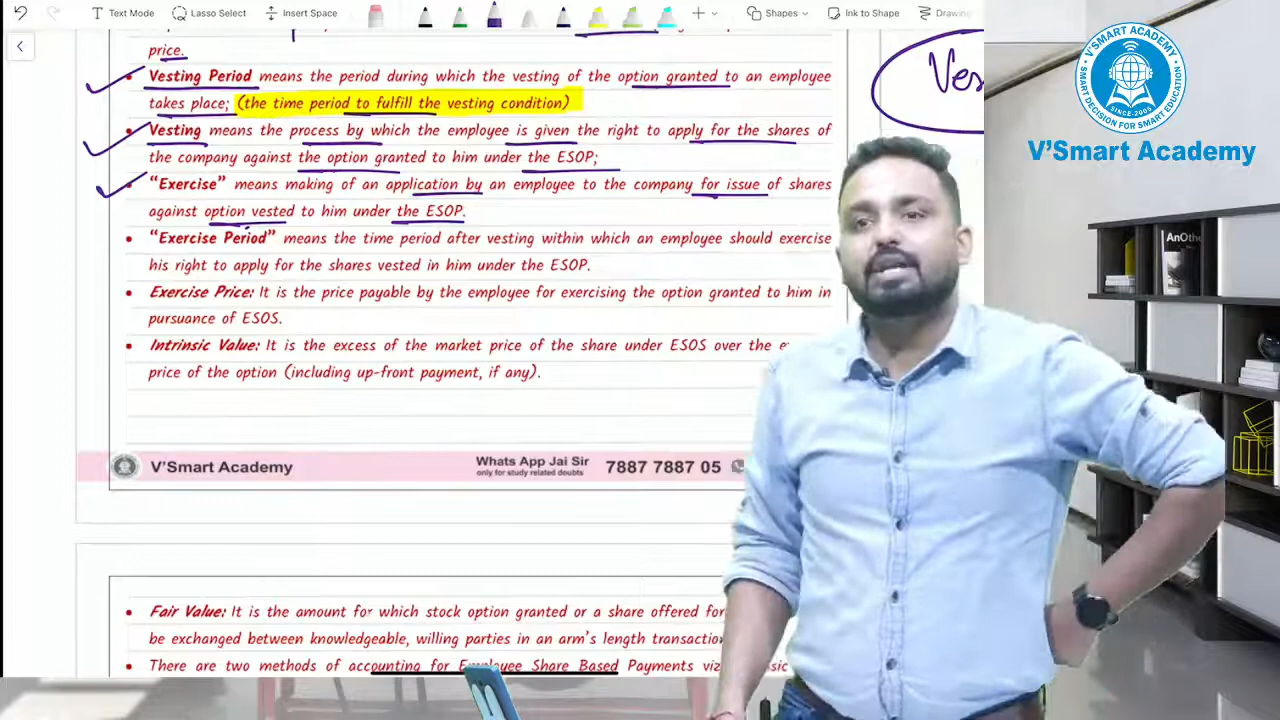 Text Mode Lasso Select Insert Space Shapes Ink to Shape Drawing
price.
• Vesting Period means the period during which the vesting of the option granted to an employee
takes place; (the time period to fulfill the vesting condition)
• Vesting means the process by which the employee is given the right to apply for the shares of
the company against the option granted to him under the ESOP;
• “Exercise” means making of an application by an employee to the company for issue of shares
against option vested to him under the ESOP.
• “Exercise Period” means the time period after vesting within which an employee should exercise
his right to apply for the shares vested in him under the ESOP.
• Exercise Price: It is the price payable by the employee for exercising the option granted to him in
pursuance of ESOS.
• Intrinsic Value: It is the excess of the market price of the share under ESOS over the
price of the option (including up-front payment, if any).
V'Smart Academy
Whats App Jai Sir
only for study related doubts
7887 7887 05
• Fair Value: It is the amount for which stock option granted or a share offered for
be exchanged between knowledgeable, willing parties in an arm's length transaction
• There are two methods of accounting for Employee Share Based Payments viz
Ves
V'SMART ACADEMY
SINCE-2005
SMART DECISION FOR SMART EDUCATION
V'Smart Academy
AnOthe